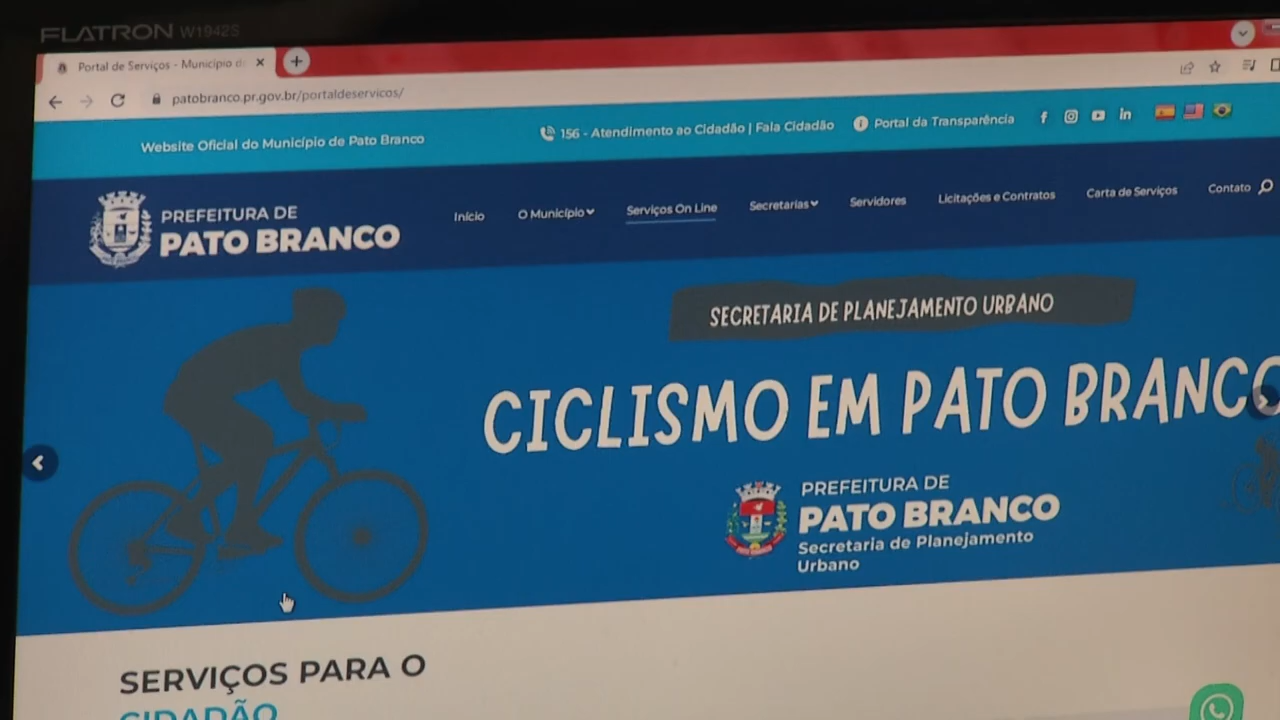 FLATRON W1942S
Portal de Serviços - Município d
patobranco.pr.gov.br/portaldeservicos/
Website Oficial do Município de Pato Branco
156 - Atendimento ao Cidadão | Fala Cidadão
Portal da Transparência
PREFEITURA DE
PATO BRANCO
Início
O Município
Serviços On Line
Secretarias
Servidores
Licitações e Contratos
Carta de Serviços
Contato
SECRETARIA DE PLANEJAMENTO URBANO
CICLISMO EM PATO BRANCO
PREFEITURA DE
PATO BRANCO
Secretaria de Planejamento
Urbano
SERVIÇOS PARA O
CIDADÃO